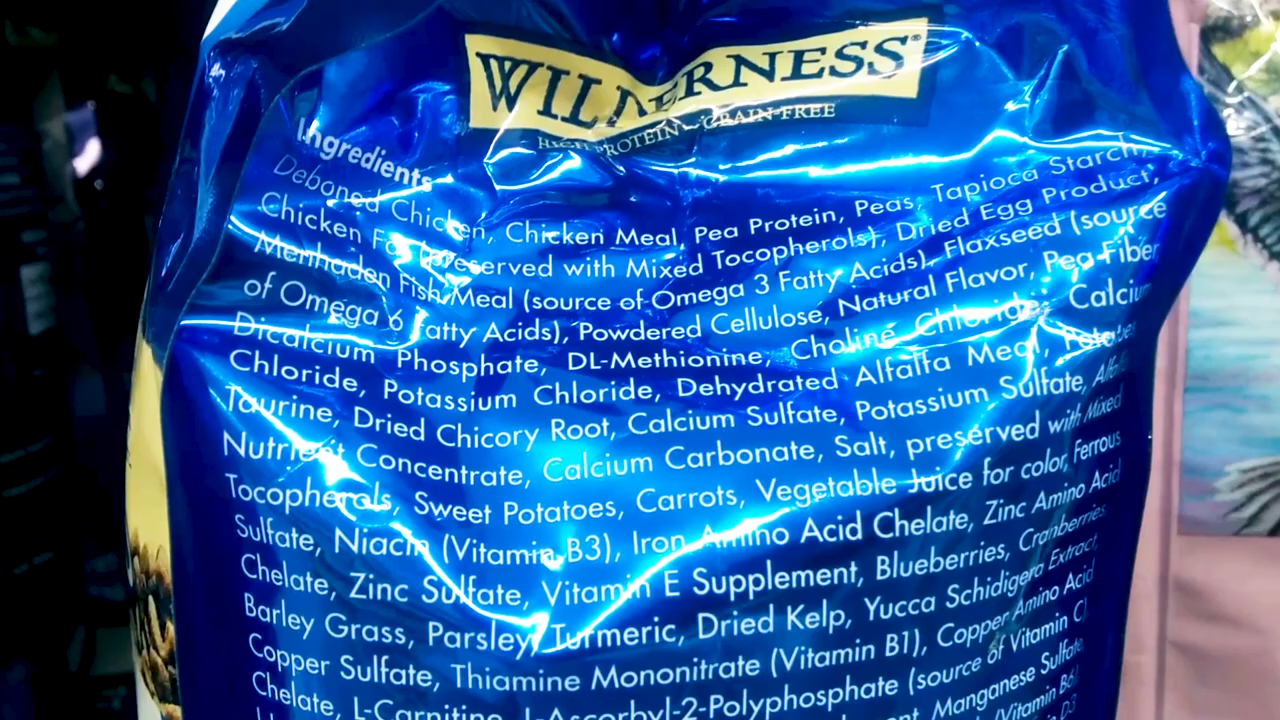 WILDERNESS®
HIGH PROTEIN - GRAIN-FREE
Ingredients
Deboned Chicken, Chicken Meal, Pea Protein, Peas, Tapioca Starch,
Chicken Fat (preserved with Mixed Tocopherols), Dried Egg Product,
Menhaden Fish Meal (source of Omega 3 Fatty Acids), Flaxseed (source
of Omega 6 Fatty Acids), Powdered Cellulose, Natural Flavor, Pea Fiber,
Dicalcium Phosphate, DL-Methionine, Choline Chloride, Calcium
Chloride, Potassium Chloride, Dehydrated Alfalfa Meal, Potatoes,
Taurine, Dried Chicory Root, Calcium Sulfate, Potassium Sulfate, Alfalfa
Nutrient Concentrate, Calcium Carbonate, Salt, preserved with Mixed
Tocopherols, Sweet Potatoes, Carrots, Vegetable Juice for color, Ferrous
Sulfate, Niacin (Vitamin B3), Iron Amino Acid Chelate, Zinc Amino Acid
Chelate, Zinc Sulfate, Vitamin E Supplement, Blueberries, Cranberries
Barley Grass, Parsley, Turmeric, Dried Kelp, Yucca Schidigera Extract,
Copper Sulfate, Thiamine Mononitrate (Vitamin B1), Copper Amino Acid
Chelate, L-Carnitine, L-Ascorbyl-2-Polyphosphate (source of Vitamin C)
Manganese Sulfate
(Vitamin B6)
D3